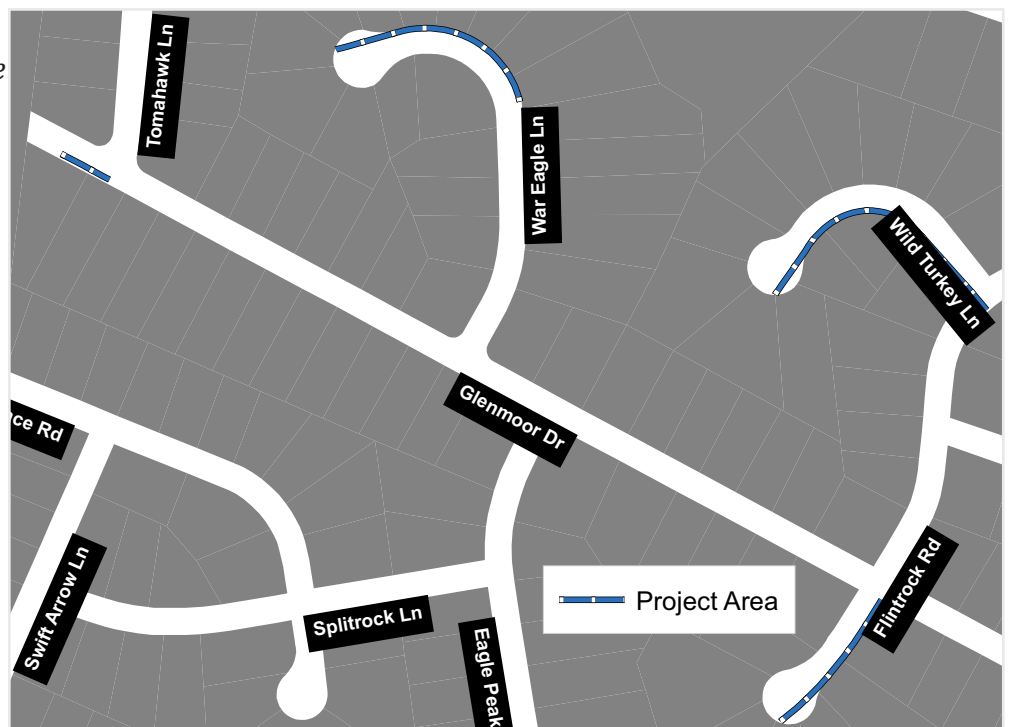 Tomahawk Ln
War Eagle Ln
Wild Turkey Ln
Glenmoor Dr
Rd
Swift Arrow Ln
Splitrock Ln
Eagle Peak
Flintrock Rd
Project Area